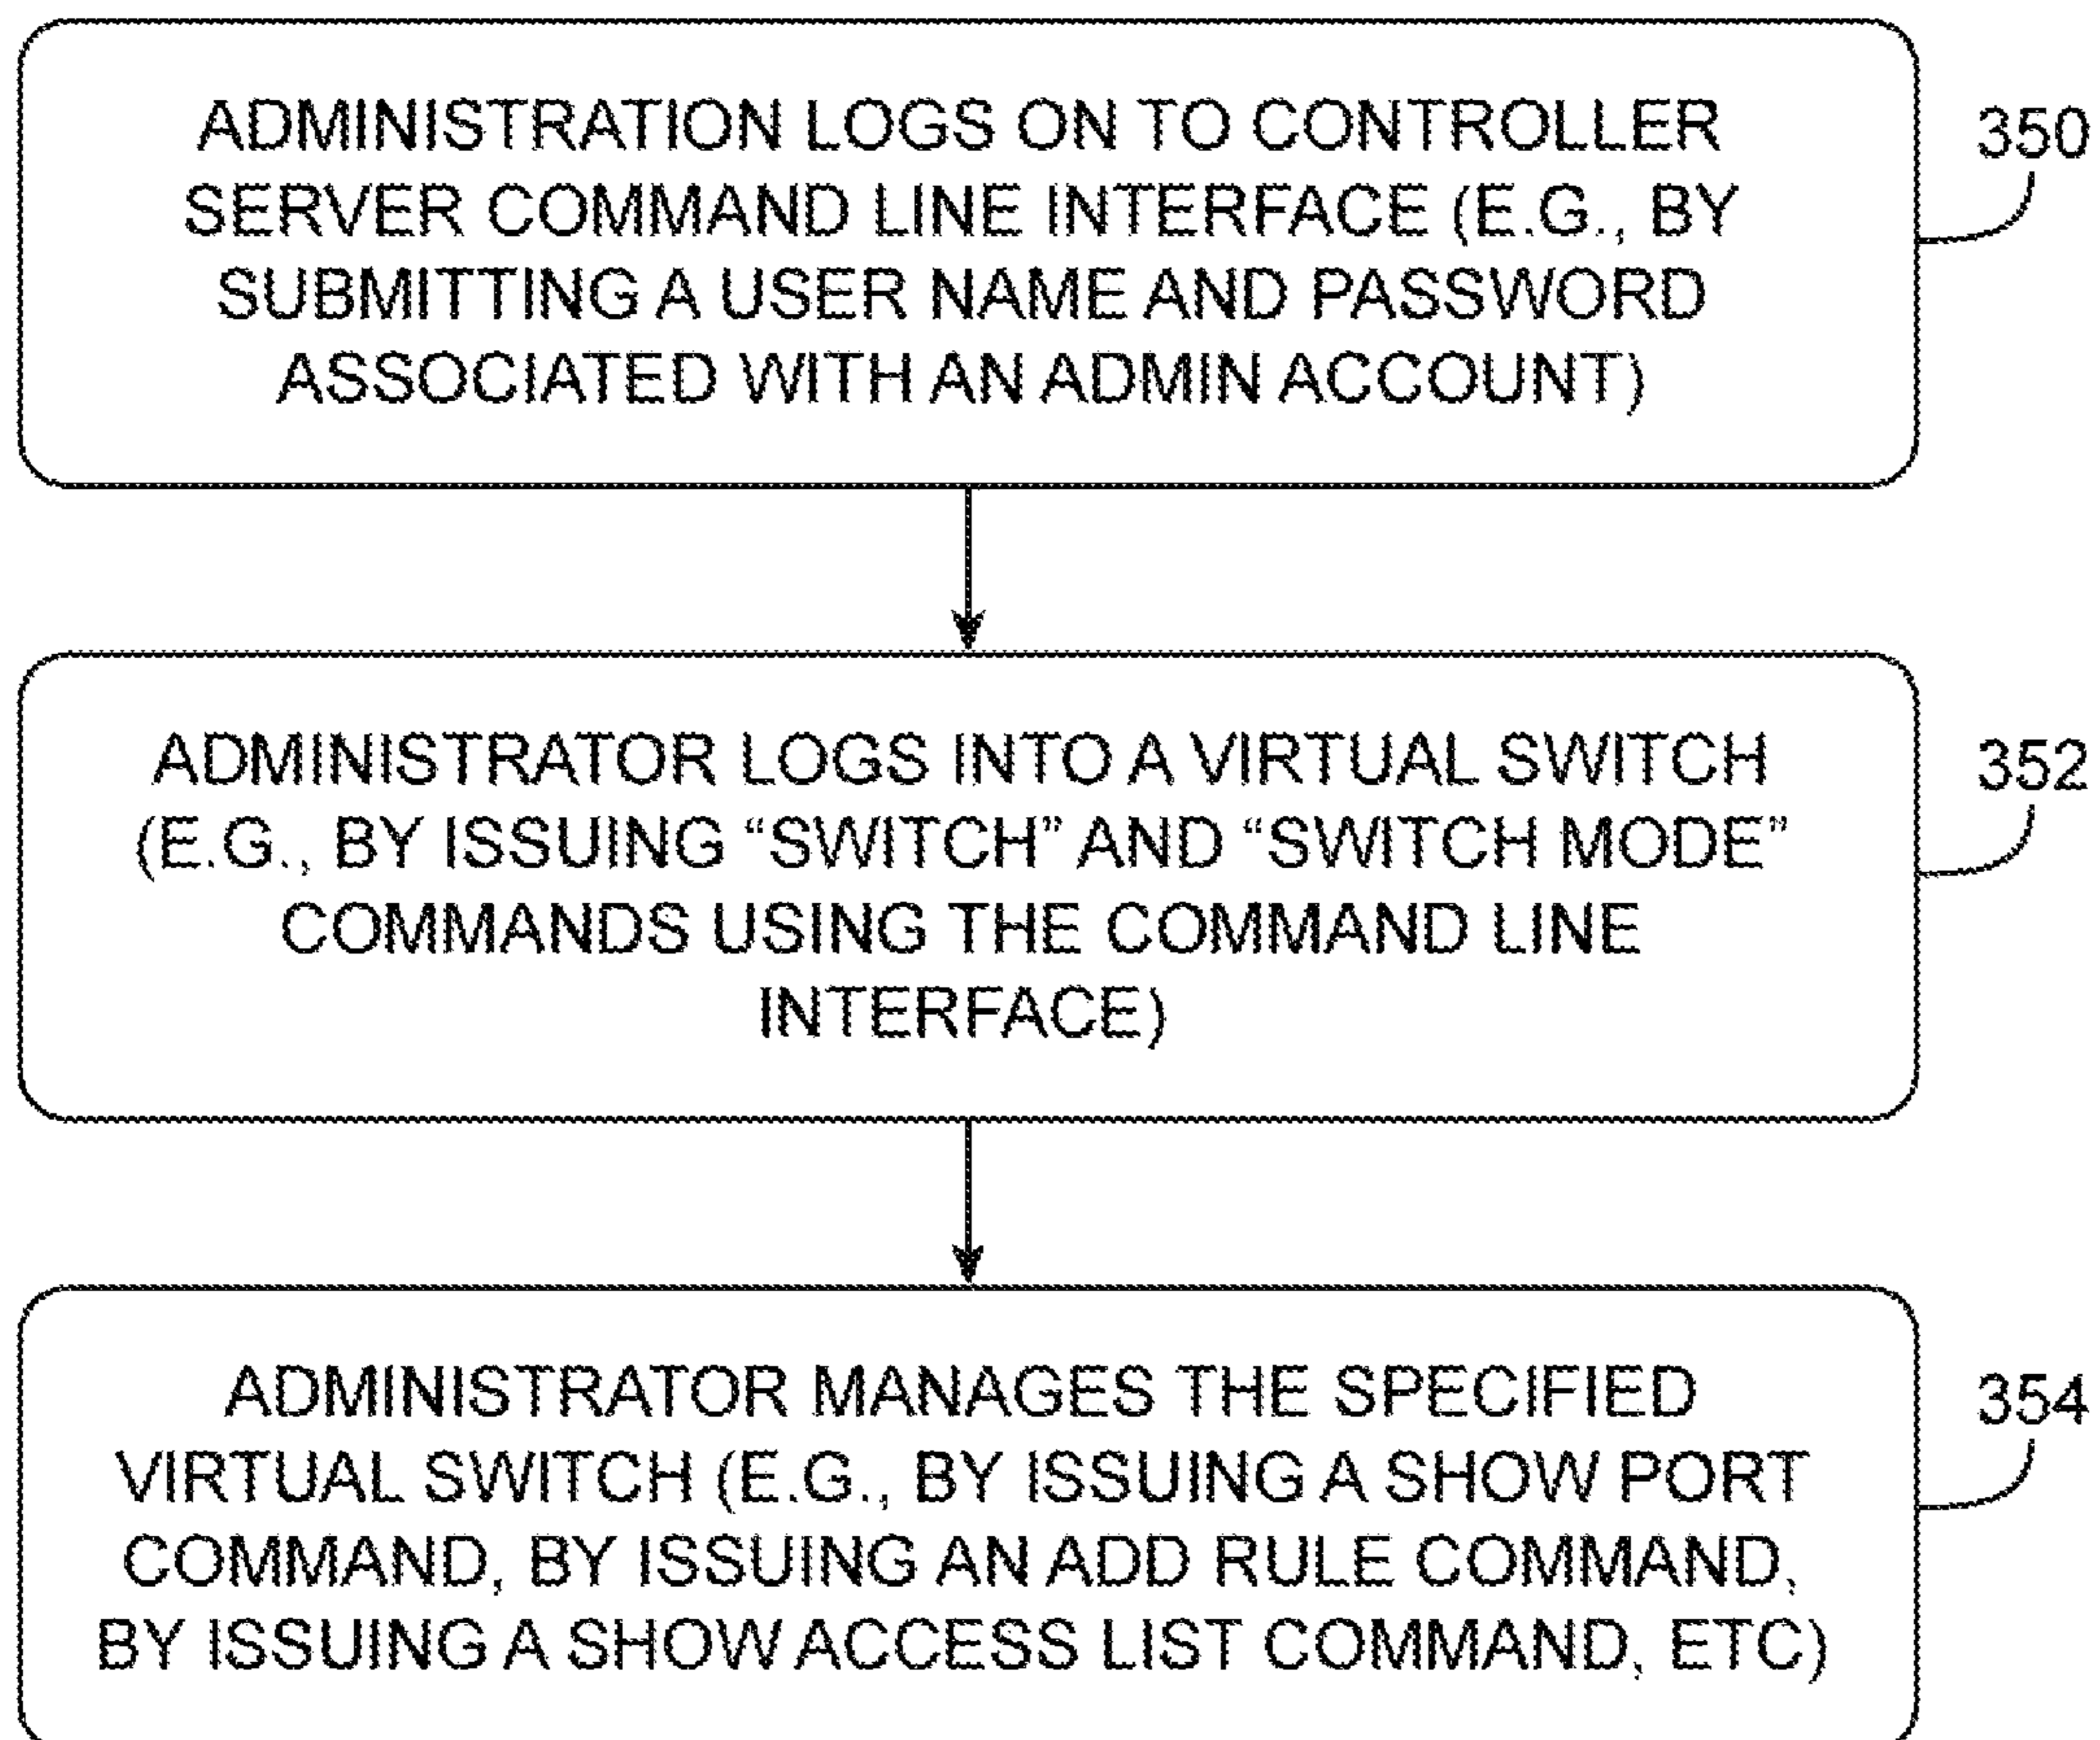 ADMINISTRATION LOGS ON TO CONTROLLER
SERVER COMMAND LINE INTERFACE (E.G., BY
SUBMITTING A USER NAME AND PASSWORD
ASSOCIATED WITH AN ADMIN ACCOUNT)
350
ADMINISTRATOR LOGS INTO A VIRTUAL SWITCH
(E.G., BY ISSUING “SWITCH” AND “SWITCH MODE”
COMMANDS USING THE COMMAND LINE
INTERFACE)
352
ADMINISTRATOR MANAGES THE SPECIFIED
VIRTUAL SWITCH (E.G., BY ISSUING A SHOW PORT
COMMAND, BY ISSUING AN ADD RULE COMMAND,
BY ISSUING A SHOW ACCESS LIST COMMAND, ETC)
354